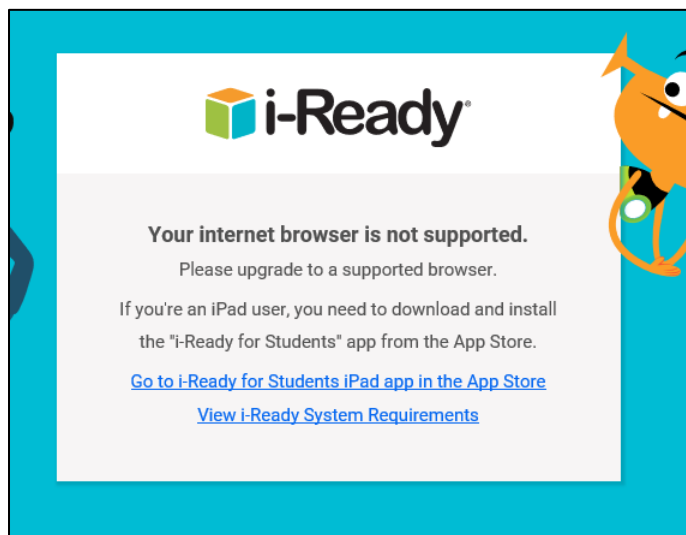 i-Ready®
Your internet browser is not supported.
Please upgrade to a supported browser.
If you're an iPad user, you need to download and install
the "i-Ready for Students" app from the App Store.
Go to i-Ready for Students iPad app in the App Store
View i-Ready System Requirements